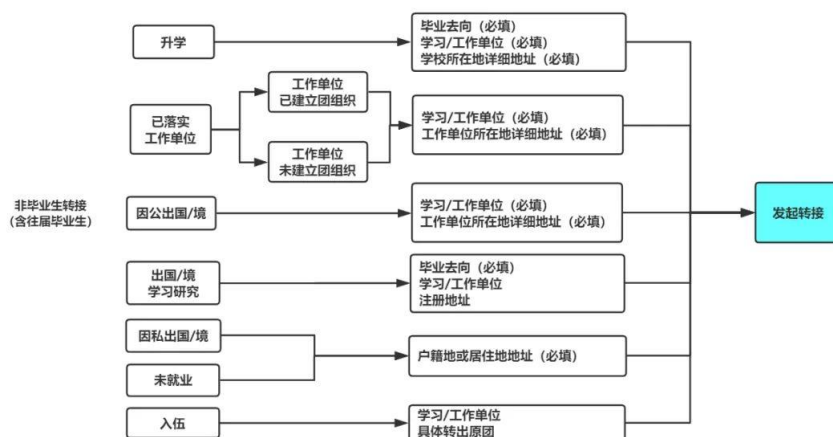 升学
毕业去向（必填）
学习/工作单位（必填）
学校所在地详细地址（必填）
已落实
工作单位
工作单位
已建立团组织
工作单位
未建立团组织
学习/工作单位（必填）
工作单位所在地详细地址（必填）
非毕业生转接
（含往届毕业生）
因公出国/境
学习/工作单位（必填）
工作单位所在地详细地址（必填）
发起转接
出国/境
学习研究
毕业去向（必填）
学习/工作单位
注册地址
因私出国/境
未就业
户籍地或居住地地址（必填）
入伍
学习/工作单位
具体转出原团